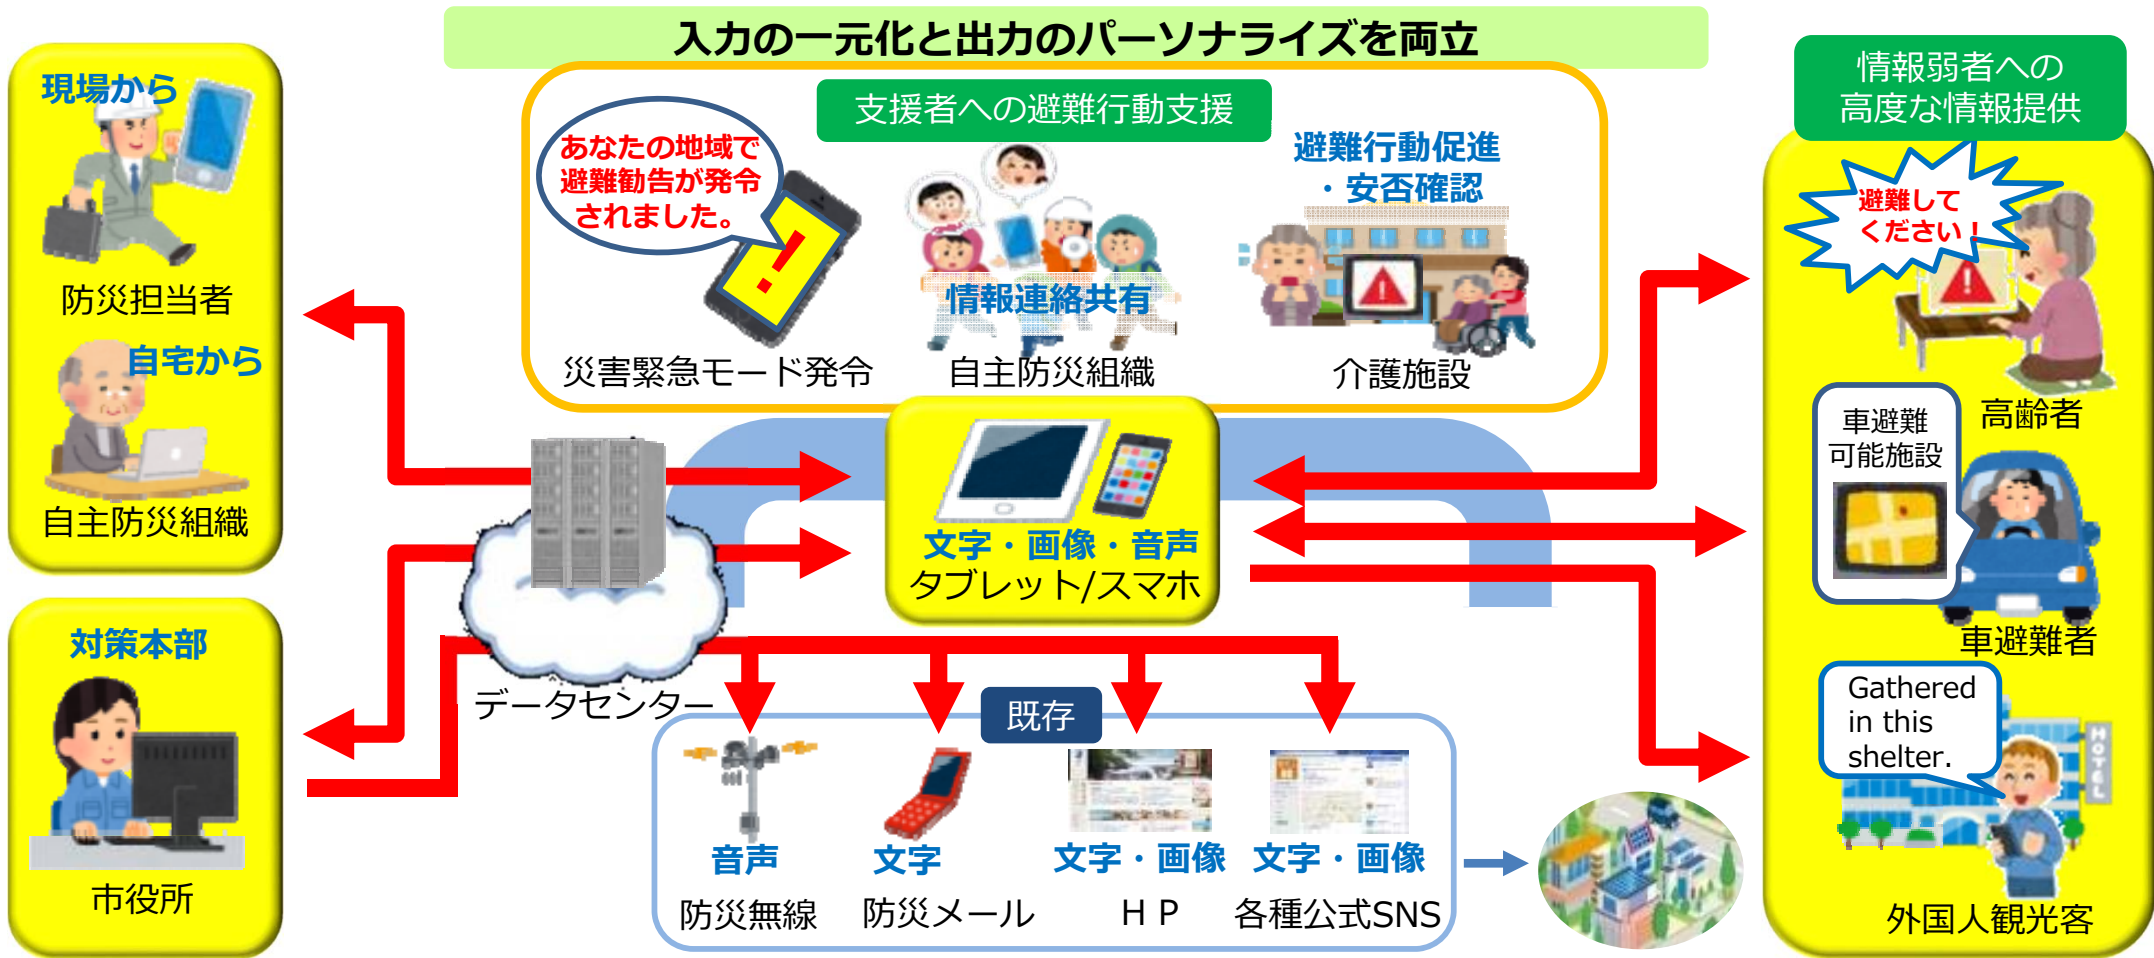 入力の一元化と出力のパーソナライズを両立
現場から
防災担当者
自宅から
自主防災組織
対策本部
市役所
支援者への避難行動支援
あなたの地域で
避難勧告が発令
されました。
!
災害緊急モード発令
情報連絡共有
自主防災組織
避難行動促進
・安否確認
介護施設
データセンター
文字・画像・音声
タブレット/スマホ
既存
音声
防災無線
文字
防災メール
文字・画像
ＨＰ
文字・画像
各種公式SNS
情報弱者への
高度な情報提供
避難して
ください！
高齢者
車避難
可能施設
車避難者
Gathered
in this
shelter.
HOTEL
外国人観光客